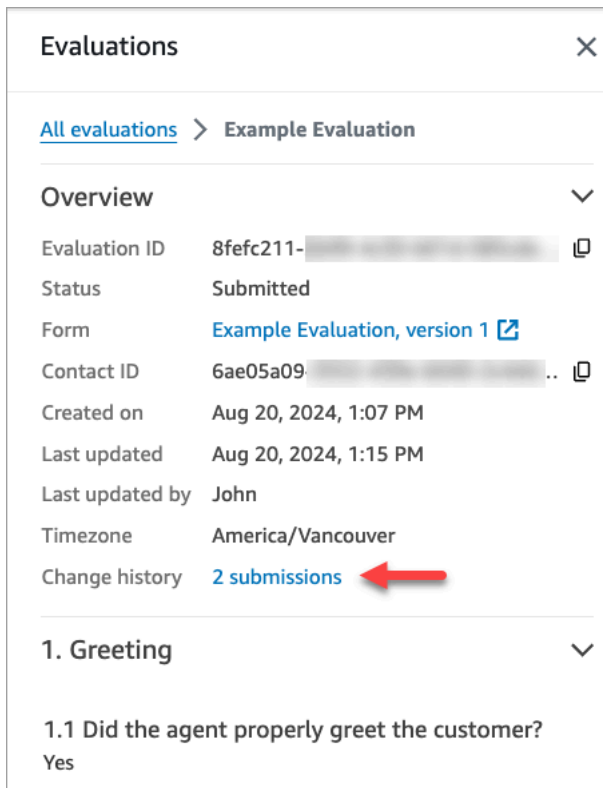 Evaluations
All evaluations > Example Evaluation
Overview
Evaluation ID 8fefc211-
Status Submitted
Form Example Evaluation, version 1
Contact ID 6ae05a09- ..
Created on Aug 20, 2024, 1:07 PM
Last updated Aug 20, 2024, 1:15 PM
Last updated by John
Timezone America/Vancouver
Change history 2 submissions
1. Greeting
1.1 Did the agent properly greet the customer?
Yes